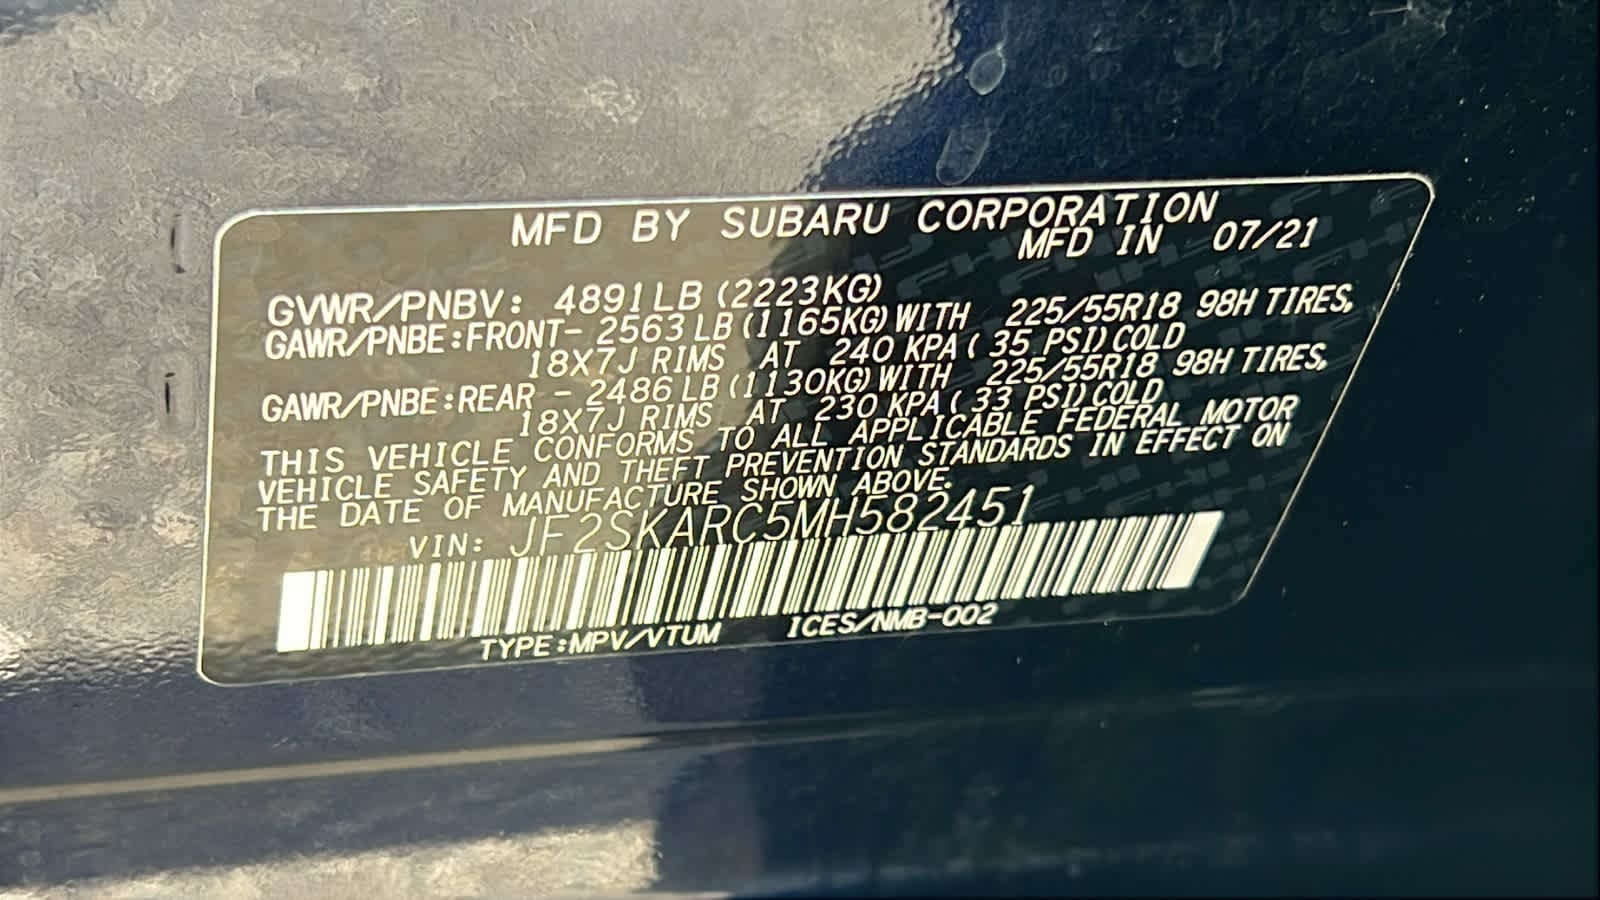 MFD BY SUBARU CORPORATION
MFD IN 07/21
GVWR/PNBV: 4891LB (2223KG)
GAWR/PNBE:FRONT- 2563LB (1165KG) WITH 225/55R18 98H TIRES,
18X7J RIMS AT 240 KPA ( 35 PSI) COLD
GAWR/PNBE:REAR - 2486LB (1130KG) WITH 225/55R18 98H TIRES,
18X7J RIMS AT 230 KPA ( 33 PSI) COLD
THIS VEHICLE CONFORMS TO ALL APPLICABLE FEDERAL MOTOR
VEHICLE SAFETY AND THEFT PREVENTION STANDARDS IN EFFECT ON
THE DATE OF MANUFACTURE SHOWN ABOVE.
VIN: JF2SKARC5MH582451
TYPE:MPV/VTUM ICES/NMB-002